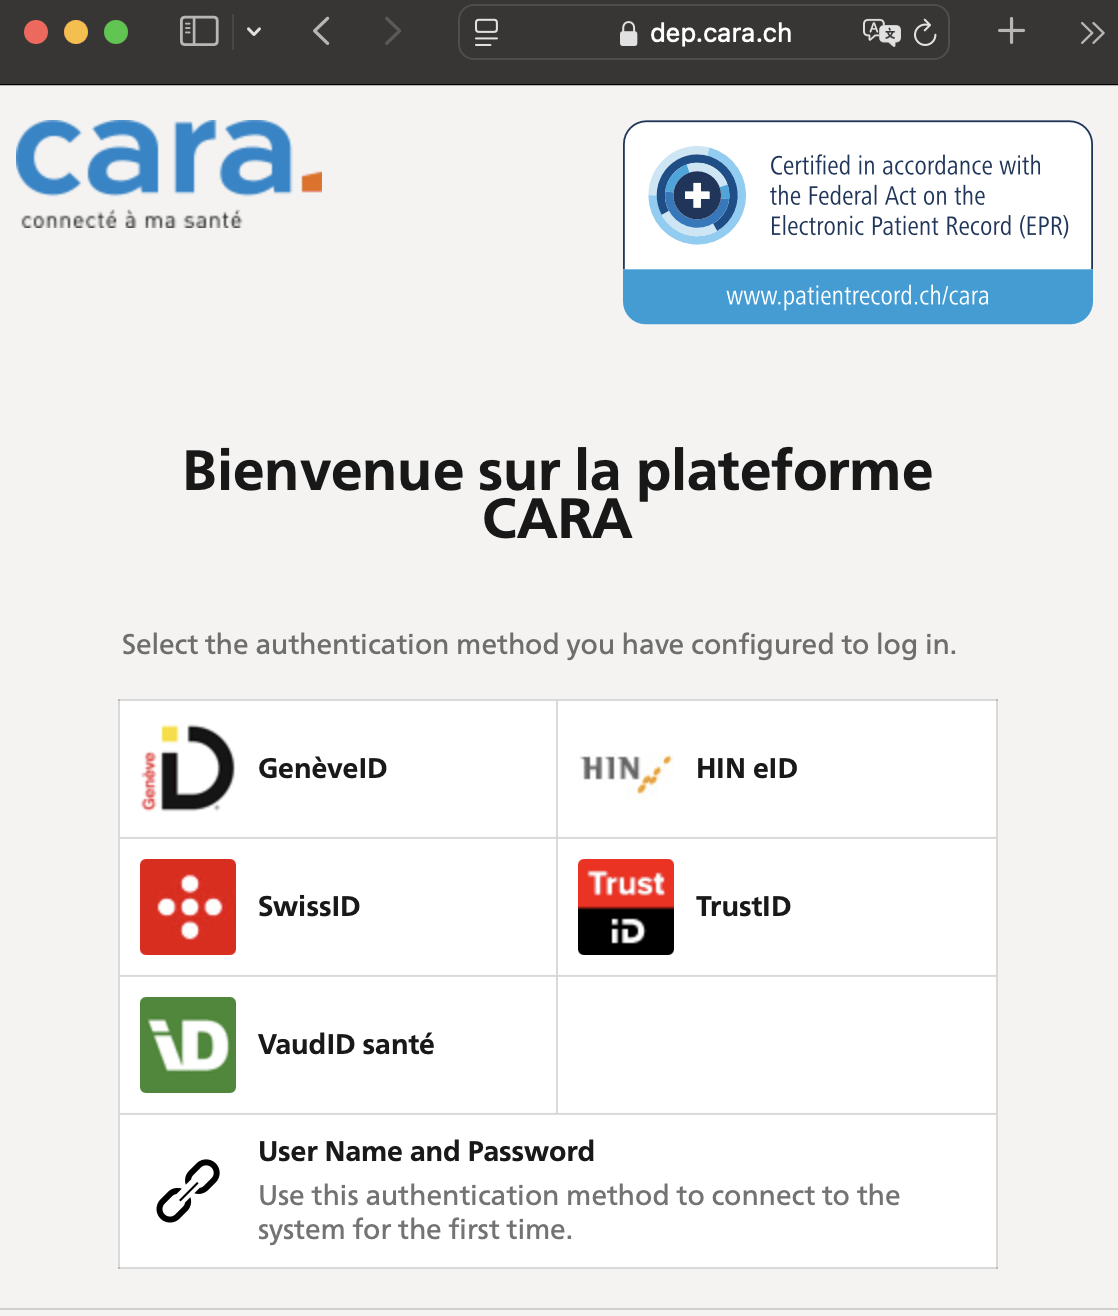 dep.cara.ch
cara.
connecté à ma santé
Certified in accordance with
the Federal Act on the
Electronic Patient Record (EPR)
www.patientrecord.ch/cara
Bienvenue sur la plateforme
CARA
Select the authentication method you have configured to log in.
Genève iD GenèveID
HIN HIN eID
SwissID
Trust iD TrustID
iD VaudID santé
User Name and Password
Use this authentication method to connect to the
system for the first time.